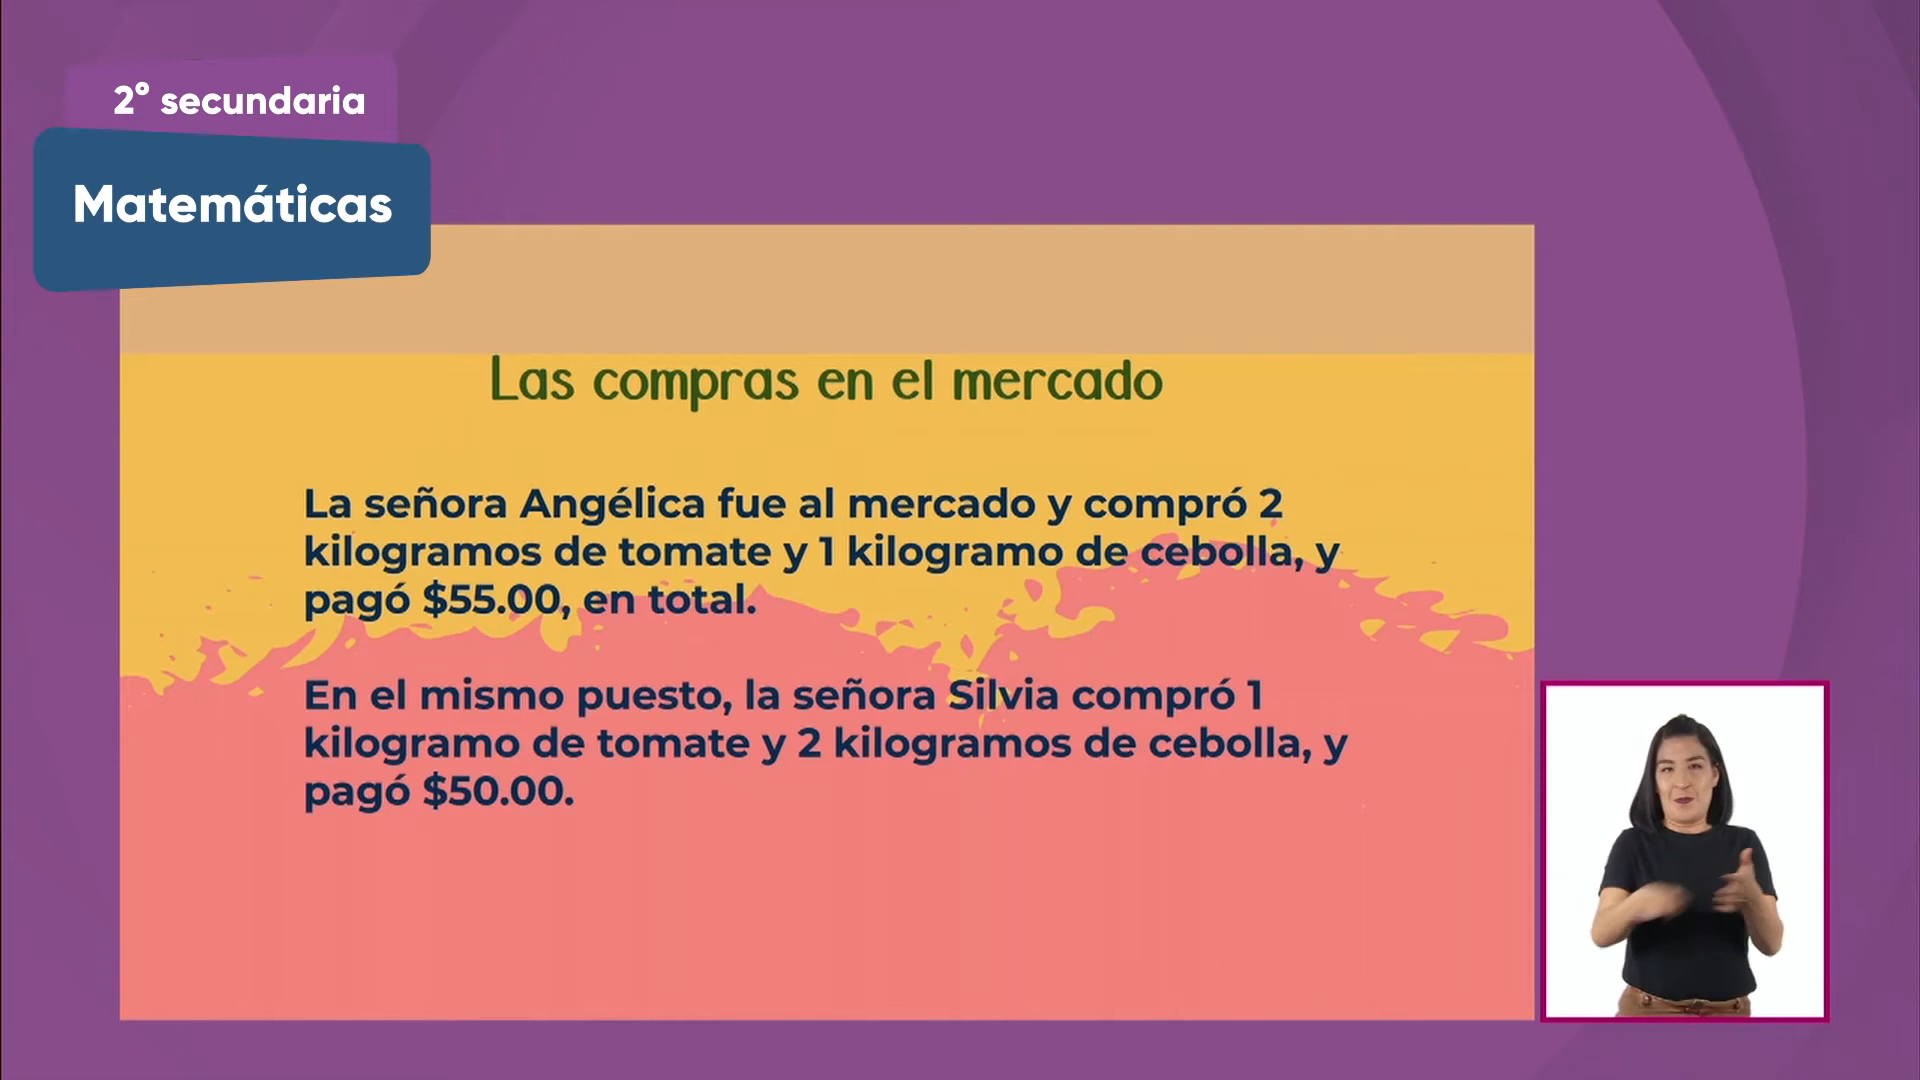 2° secundaria
Matemáticas
Las compras en el mercado
La señora Angélica fue al mercado y compró 2
kilogramos de tomate y 1 kilogramo de cebolla, y
pagó $55.00, en total.
En el mismo puesto, la señora Silvia compró 1
kilogramo de tomate y 2 kilogramos de cebolla, y
pagó $50.00.